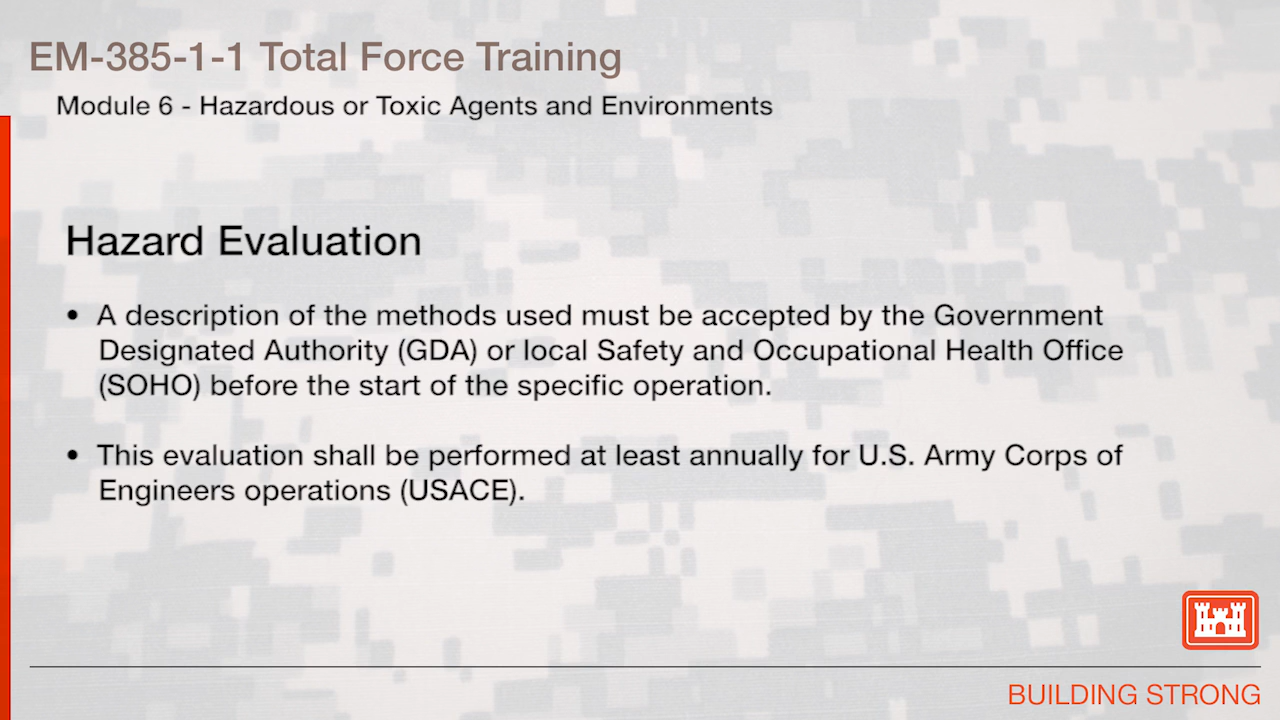 EM-385-1-1 Total Force Training
Module 6 - Hazardous or Toxic Agents and Environments
Hazard Evaluation
• A description of the methods used must be accepted by the Government
Designated Authority (GDA) or local Safety and Occupational Health Office
(SOHO) before the start of the specific operation.
• This evaluation shall be performed at least annually for U.S. Army Corps of
Engineers operations (USACE).
BUILDING STRONG